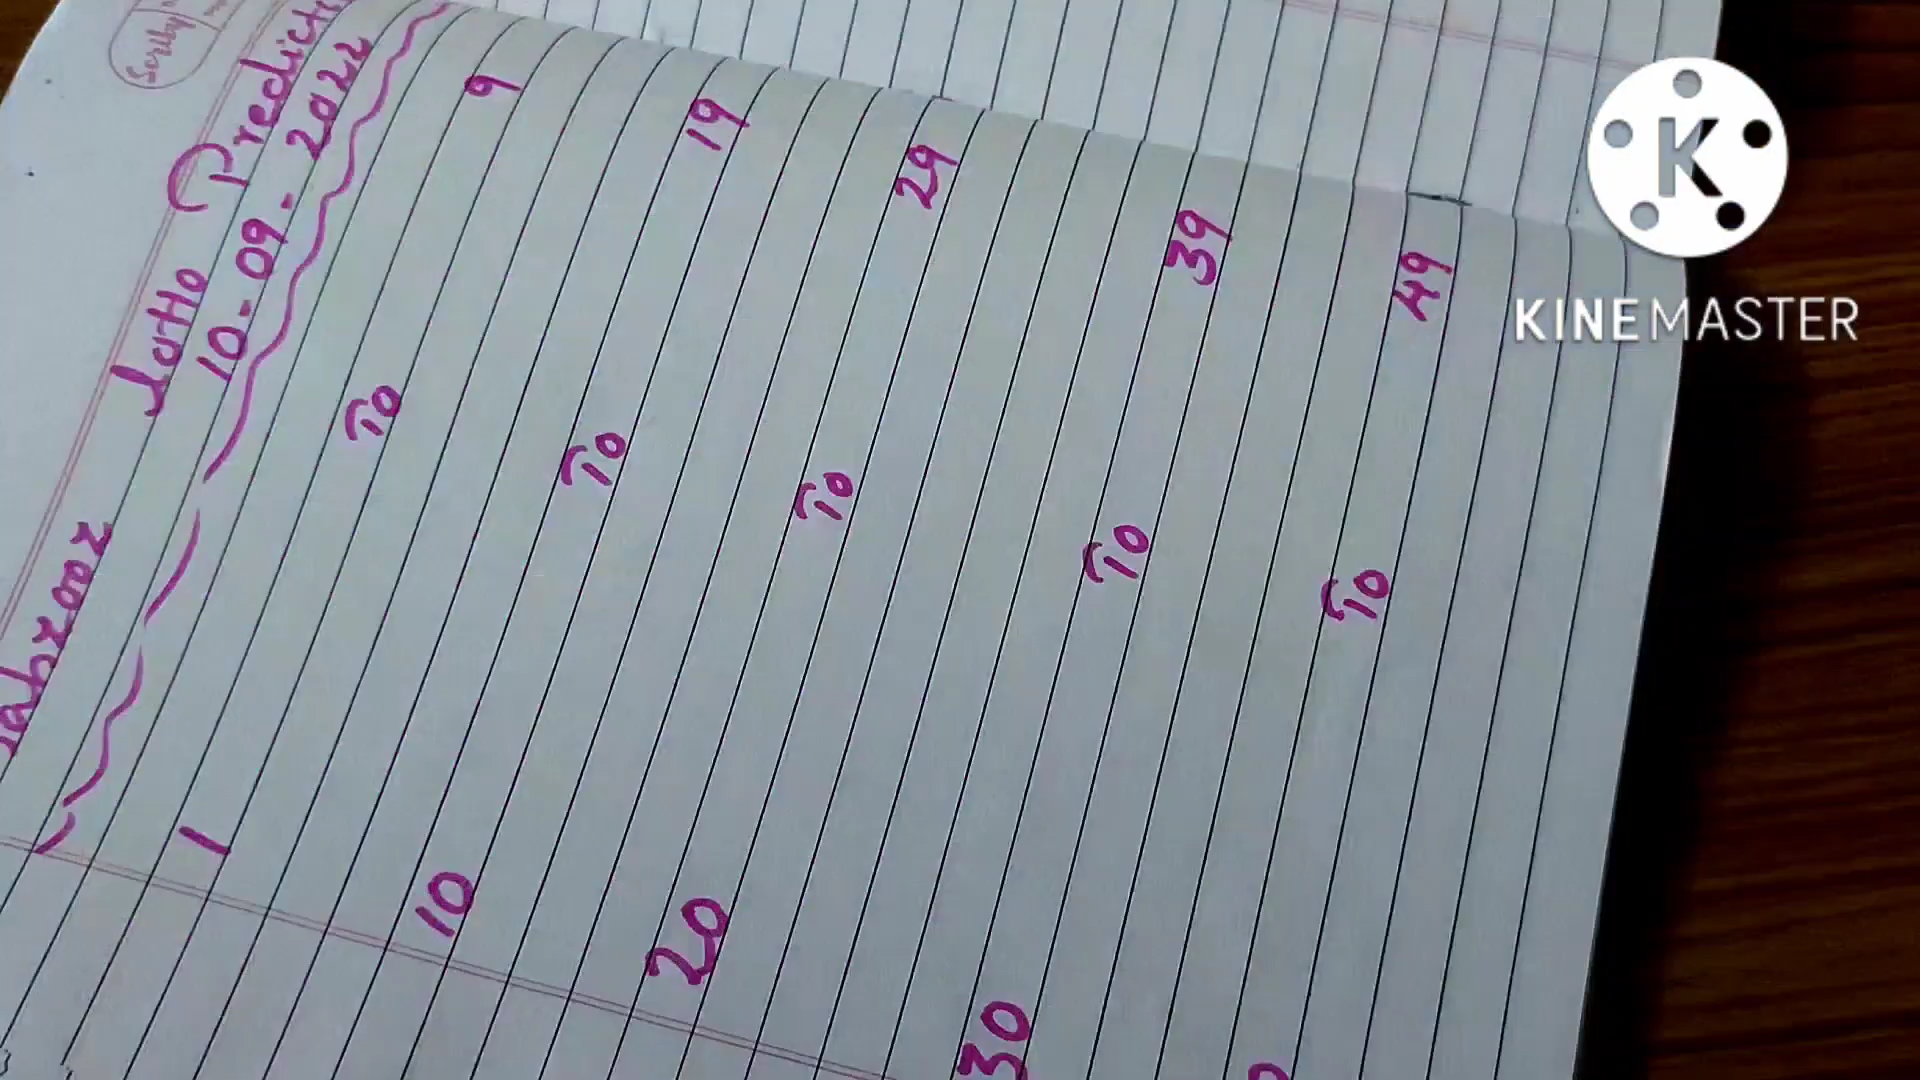 Lotto Predict
10-09-2022
1 To 9
10 To 19
20 To 29
30 To 39
To 49
KINEMASTER